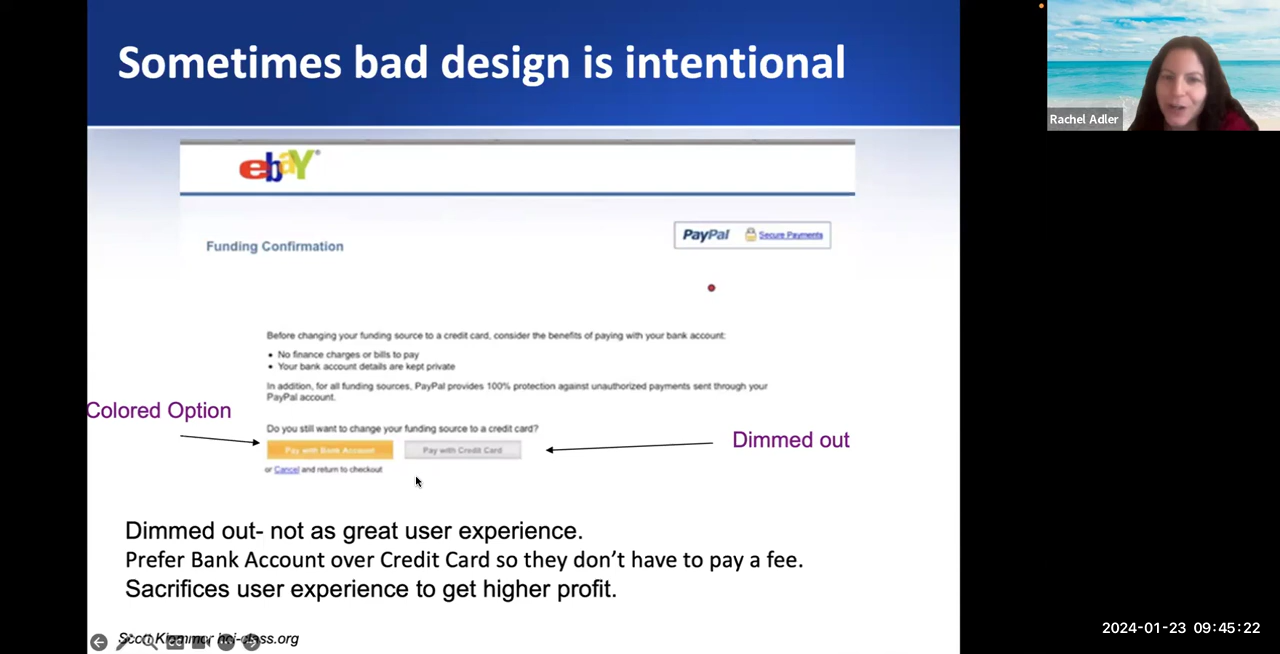 Sometimes bad design is intentional
Rachel Adler
ebaY®
Funding Confirmation
PayPal Secure Payments
Before changing your funding source to a credit card, consider the benefits of paying with your bank account:
• No finance charges or bills to pay
• Your bank account details are kept private
In addition, for all funding sources, PayPal provides 100% protection against unauthorized payments sent through your
PayPal account.
Colored Option
Do you still want to change your funding source to a credit card?
Pay with Bank Account Pay with Credit Card
Dimmed out
or Cancel and return to checkout
Dimmed out- not as great user experience.
Prefer Bank Account over Credit Card so they don't have to pay a fee.
Sacrifices user experience to get higher profit.
Scott hci-class.org
2024-01-23 09:45:22